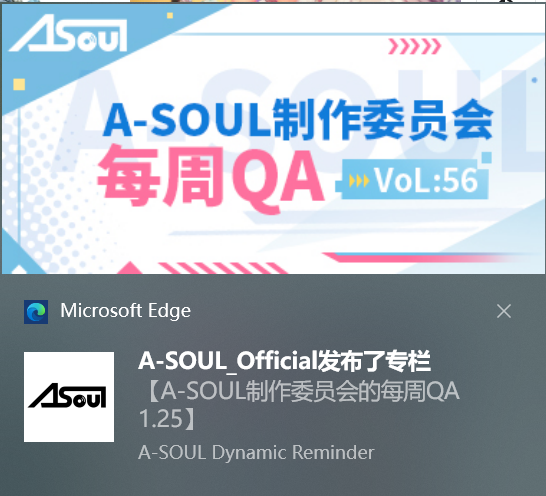 ASoul
A-SOUL
A-SOUL制作委员会
每周QA
VoL:56
Microsoft Edge
A-SOUL_Official发布了专栏
【A-SOUL制作委员会的每周QA
1.25】
ASoul
A-SOUL Dynamic Reminder